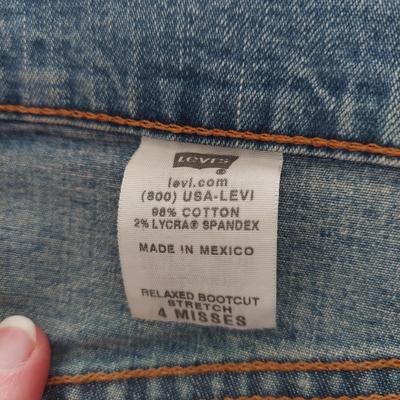 Levi's
®
levi.com
(800) USA-LEVI
98% COTTON
2% LYCRA® SPANDEX
MADE IN MEXICO
RELAXED BOOTCUT
STRETCH
4 MISSES